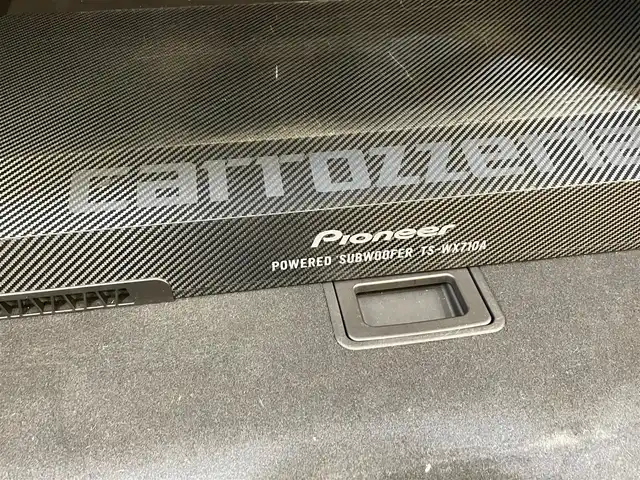 carrozzeria
Pioneer
POWERED SUBWOOFER TS-WX710A